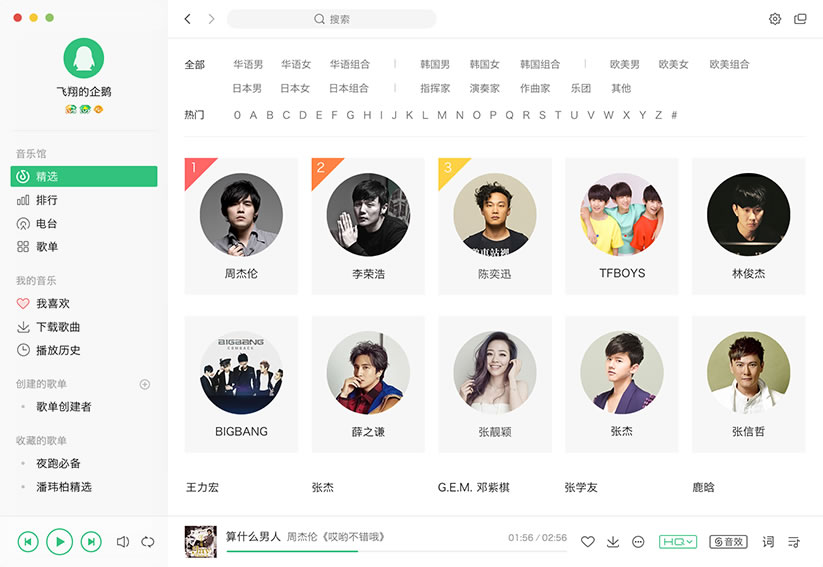 搜索
飞翔的企鹅
音乐馆
精选
排行
电台
歌单
我的音乐
我喜欢
下载歌曲
播放历史
创建的歌单
歌单创建者
收藏的歌单
夜跑必备
潘玮柏精选
全部 华语男 华语女 华语组合 | 韩国男 韩国女 韩国组合 | 欧美男 欧美女 欧美组合
日本男 日本女 日本组合 | 指挥家 演奏家 作曲家 乐团 其他
热门 0 A B C D E F G H I J K L M N O P Q R S T U V W X Y Z #
1 2 3
周杰伦 李荣浩 陈奕迅 TFBOYS 林俊杰
BIGBANG
BIGBANG 薛之谦 张靓颖 张杰 张信哲
王力宏 张杰 G.E.M. 邓紫棋 张学友 鹿晗
算什么男人 周杰伦《哎哟不错哦》 01:56 / 02:56
HQ 音效 词